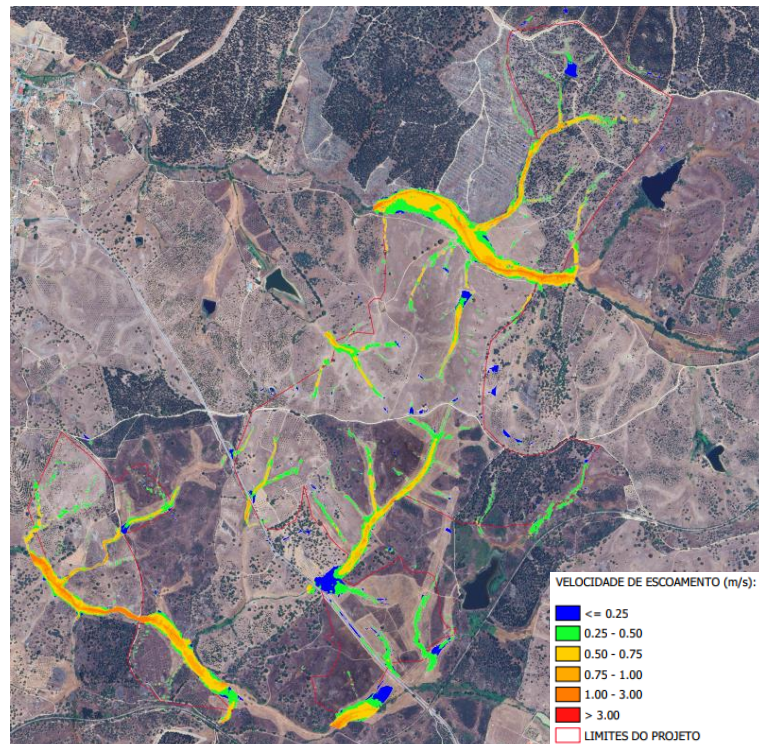 VELOCIDADE DE ESCOAMENTO (m/s):
<= 0.25
0.25 - 0.50
0.50 - 0.75
0.75 - 1.00
1.00 - 3.00
> 3.00
LIMITES DO PROJETO